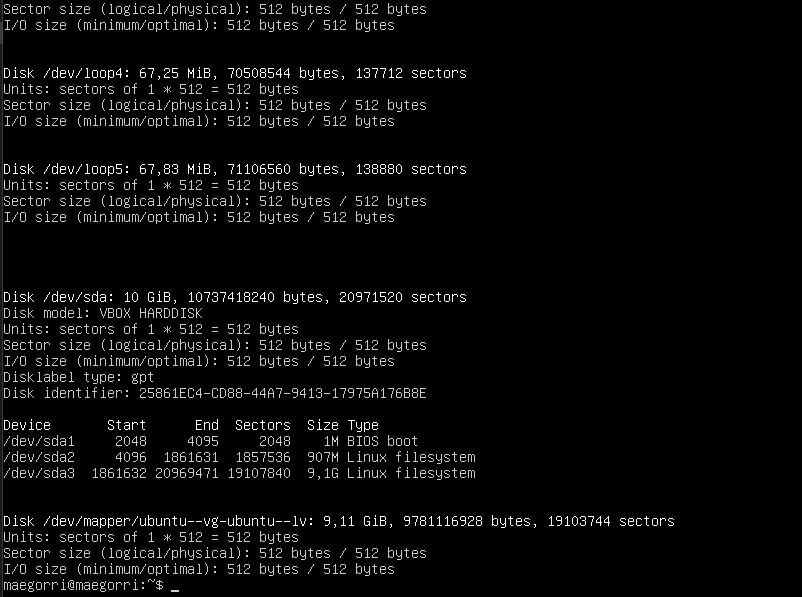 Sector size (logical/physical): 512 bytes / 512 bytes
I/O size (minimum/optimal): 512 bytes / 512 bytes
Disk /dev/loop4: 67,25 MiB, 70508544 bytes, 137712 sectors
Units: sectors of 1 * 512 = 512 bytes
Sector size (logical/physical): 512 bytes / 512 bytes
I/O size (minimum/optimal): 512 bytes / 512 bytes
Disk /dev/loop5: 67,83 MiB, 71106560 bytes, 138880 sectors
Units: sectors of 1 * 512 = 512 bytes
Sector size (logical/physical): 512 bytes / 512 bytes
I/O size (minimum/optimal): 512 bytes / 512 bytes
Disk /dev/sda: 10 GiB, 10737418240 bytes, 20971520 sectors
Disk model: VBOX HARDDISK
Units: sectors of 1 * 512 = 512 bytes
Sector size (logical/physical): 512 bytes / 512 bytes
I/O size (minimum/optimal): 512 bytes / 512 bytes
Disklabel type: gpt
Disk identifier: 25861EC4-CD88-44A7-9413-17975A176B8E
Device Start End Sectors Size Type
/dev/sda1 2048 4095 2048 1M BIOS boot
/dev/sda2 4096 1861631 1857536 907M Linux filesystem
/dev/sda3 1861632 20969471 19107840 9,1G Linux filesystem
Disk /dev/mapper/ubuntu--vg-ubuntu--lv: 9,11 GiB, 9781116928 bytes, 19103744 sectors
Units: sectors of 1 * 512 = 512 bytes
Sector size (logical/physical): 512 bytes / 512 bytes
I/O size (minimum/optimal): 512 bytes / 512 bytes
maegorri@maegorri:~$ _